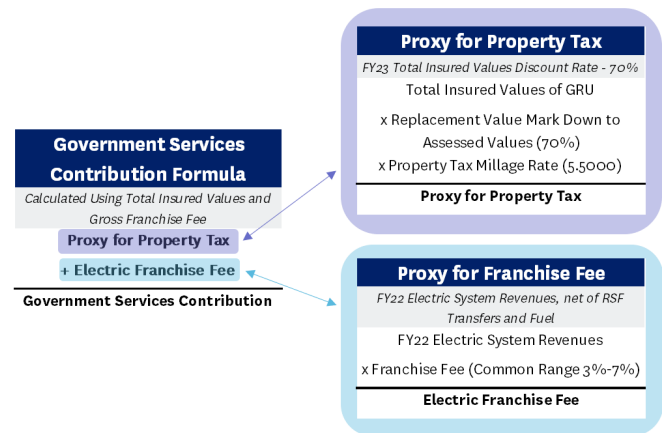 Government Services
Contribution Formula
Calculated Using Total Insured Values and
Gross Franchise Fee
Proxy for Property Tax
+ Electric Franchise Fee
Government Services Contribution
Proxy for Property Tax
FY23 Total Insured Values Discount Rate - 70%
Total Insured Values of GRU
x Replacement Value Mark Down to
Assessed Values (70%)
x Property Tax Millage Rate (5.5000)
Proxy for Property Tax
Proxy for Franchise Fee
FY22 Electric System Revenues, net of RSF
Transfers and Fuel
FY22 Electric System Revenues
x Franchise Fee (Common Range 3%-7%)
Electric Franchise Fee